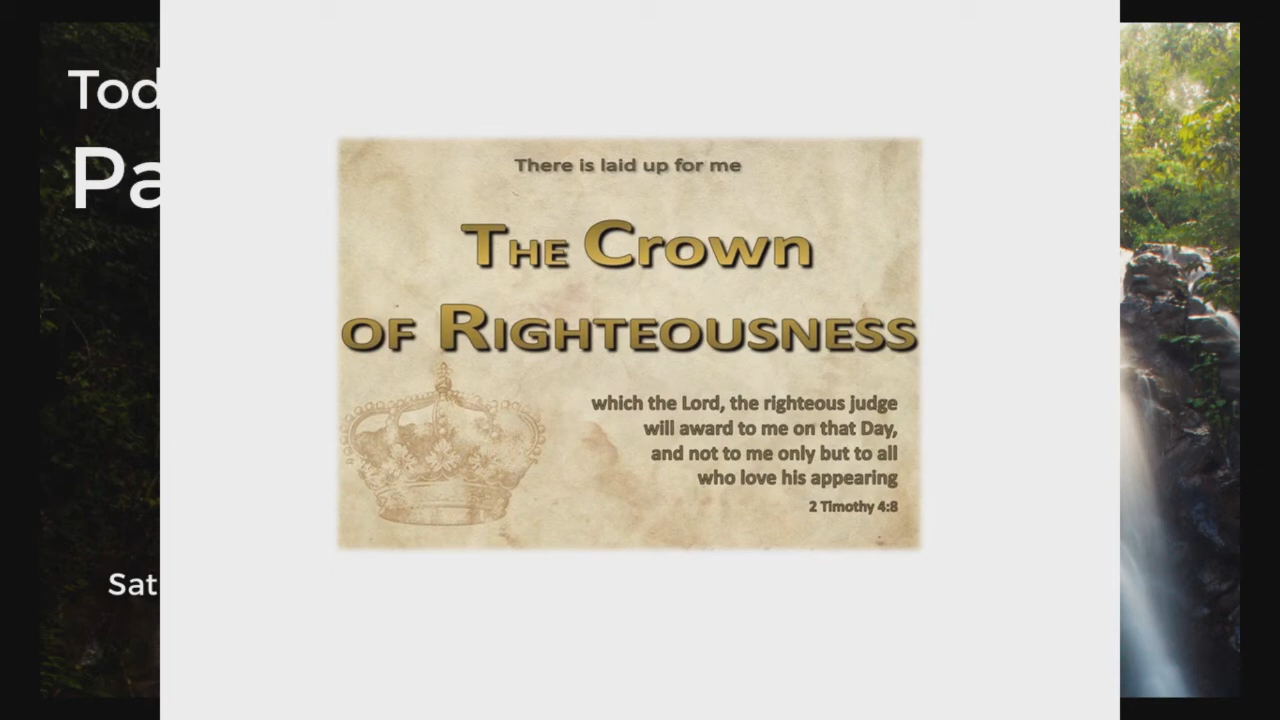 Tod
Pa
Sat
There is laid up for me
The Crown
of Righteousness
which the Lord, the righteous judge
will award to me on that Day,
and not to me only but to all
who love his appearing
2 Timothy 4:8